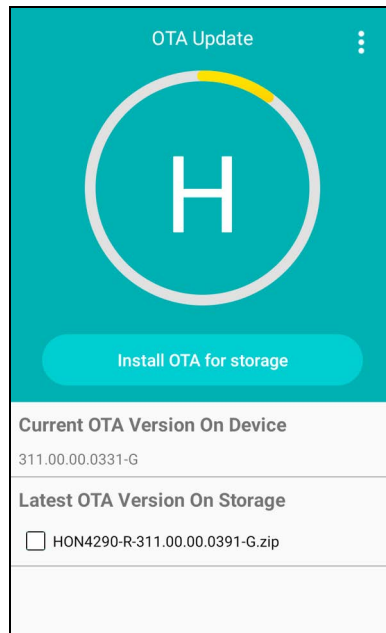 OTA Update
H
Install OTA for storage
Current OTA Version On Device
311.00.00.0331-G
Latest OTA Version On Storage
HON4290-R-311.00.00.0391-G.zip